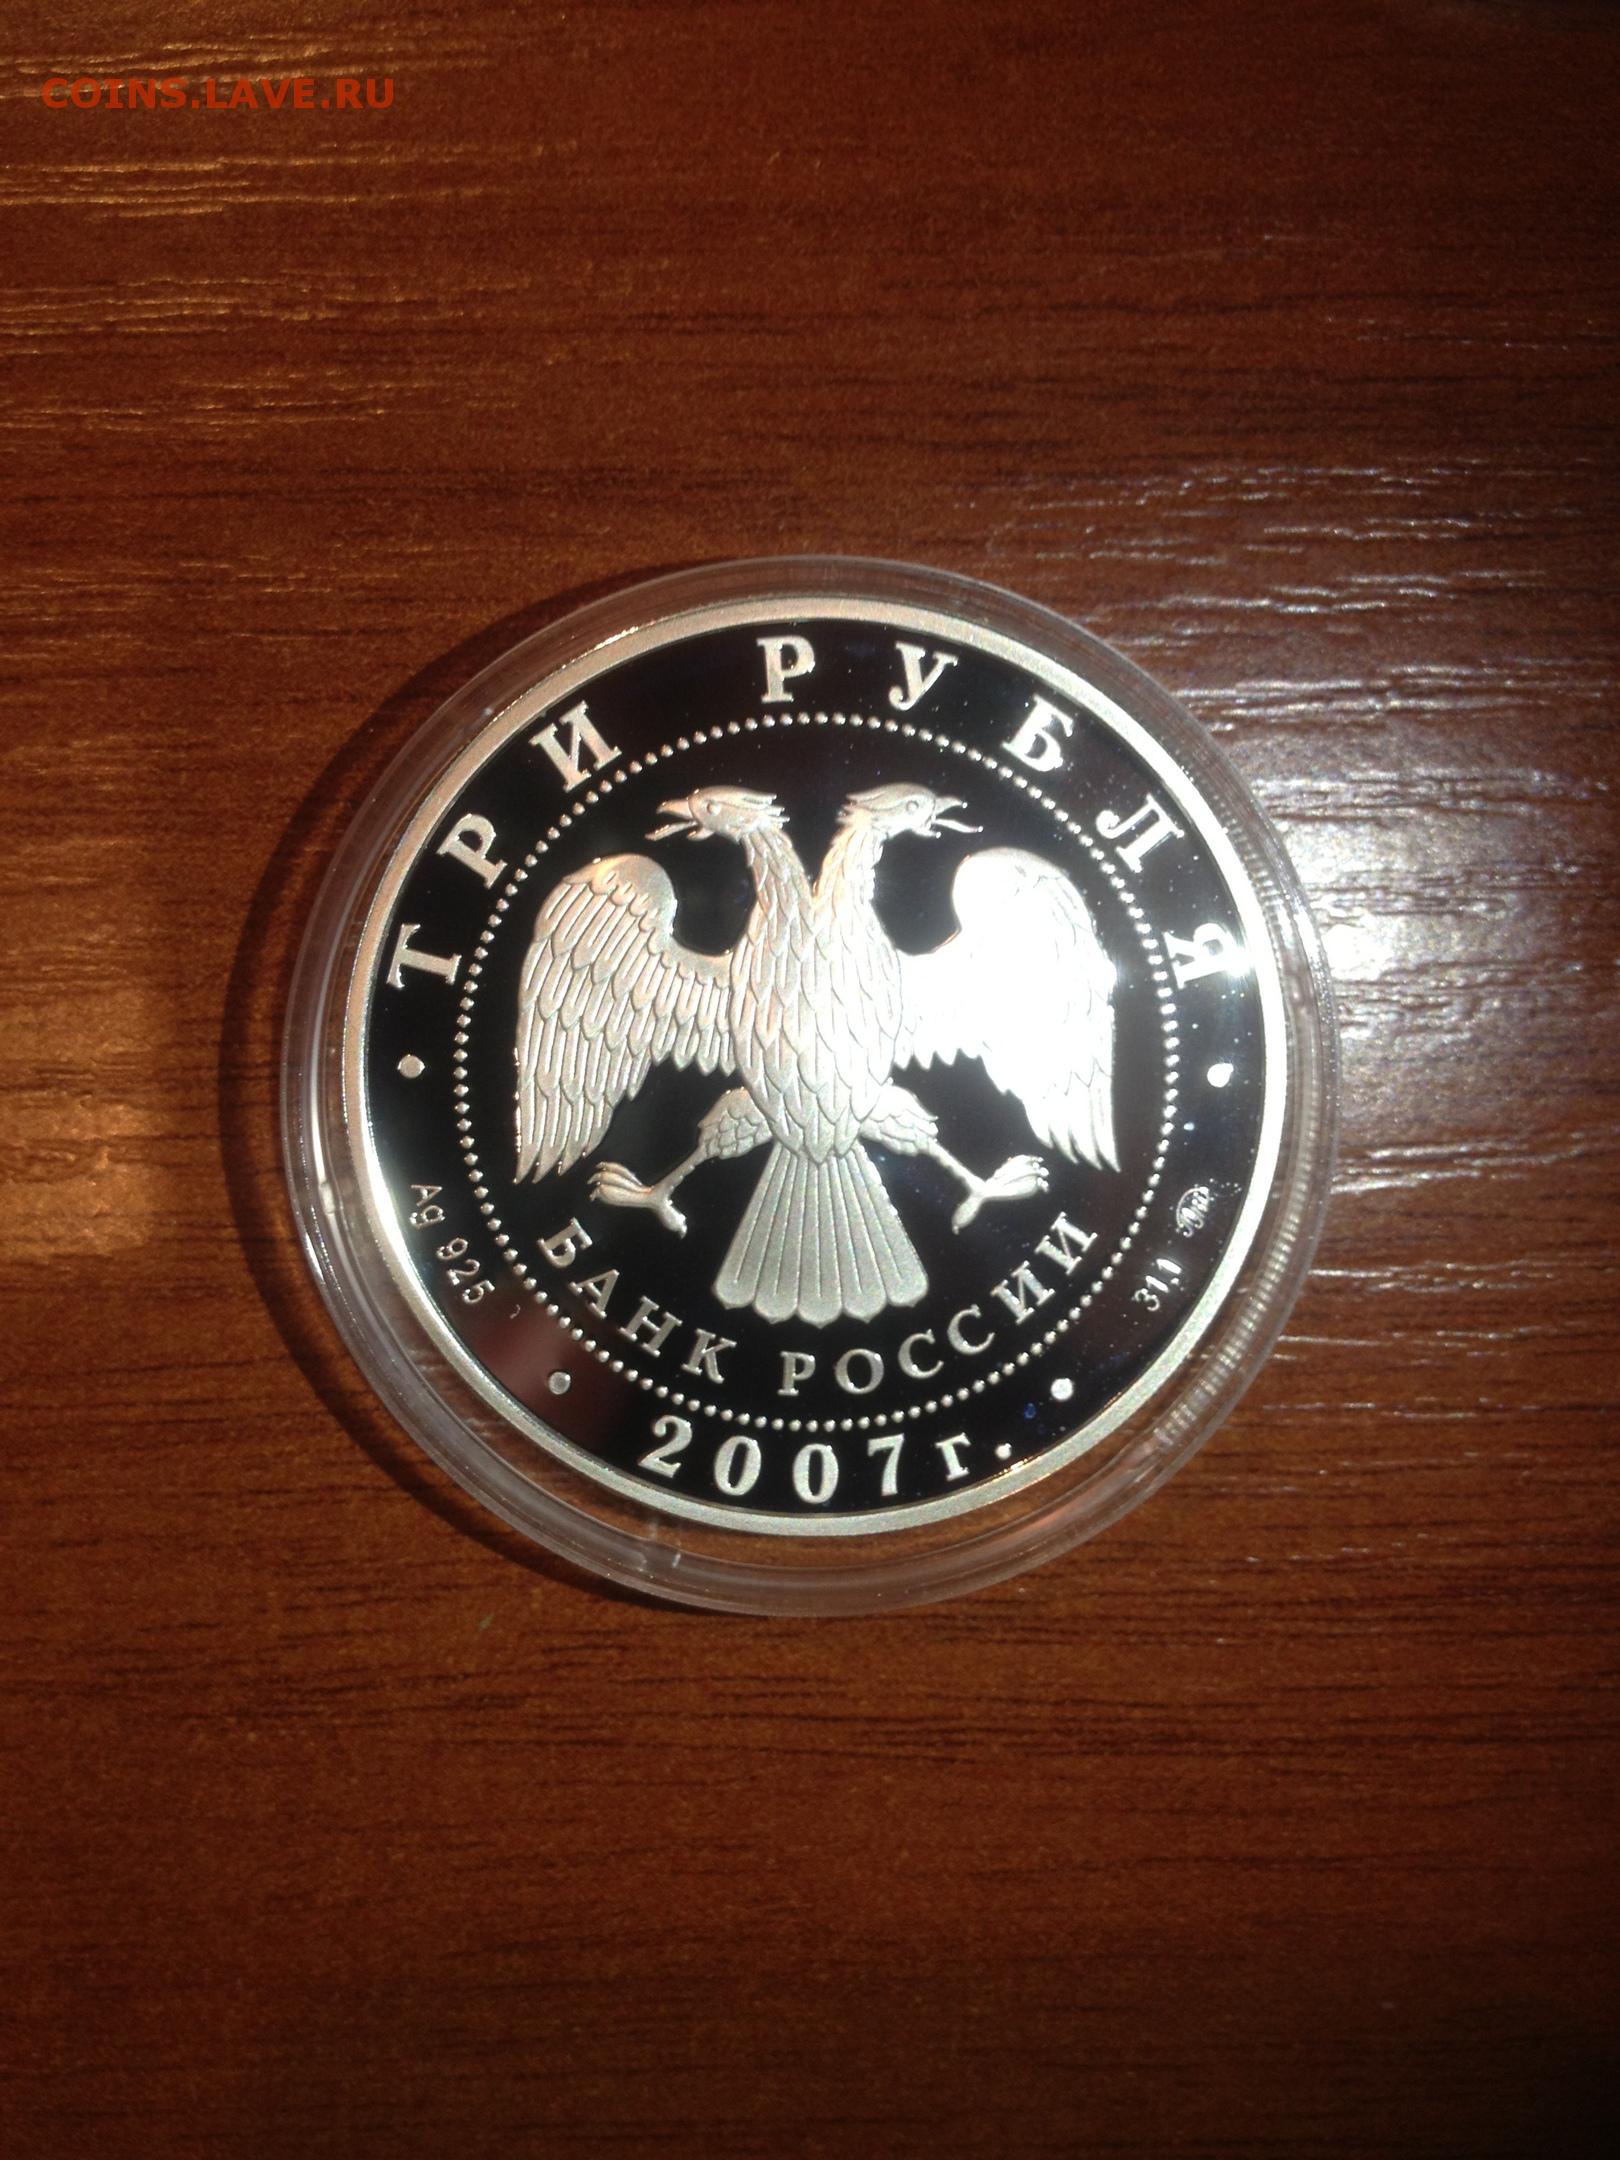 COINS.LAVE.RU
ТРИ РУБЛЯ
БАНК РОССИИ
Ag 925
2007г.
31,1